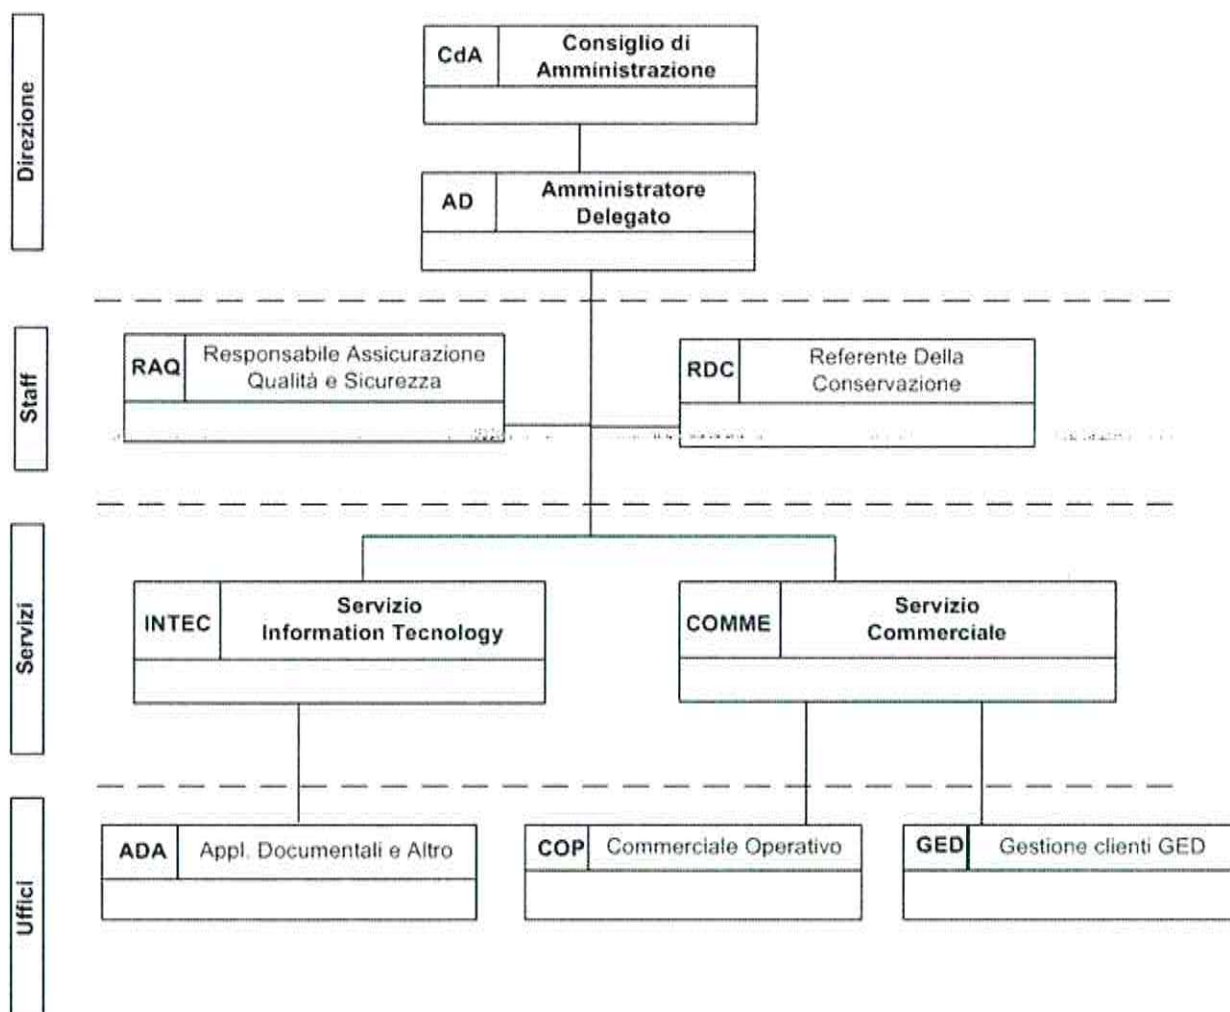 Direzione
CdA
Consiglio di
Amministrazione
AD
Amministratore
Delegato
Staff
RAQ
Responsabile Assicurazione
Qualità e Sicurezza
RDC
Referente Della
Conservazione
Servizi
INTEC
Servizio
Information Tecnology
COMME
Servizio
Commerciale
Uffici
ADA
Appl. Documentali e Altro
COP
Commerciale Operativo
GED
Gestione clienti GED